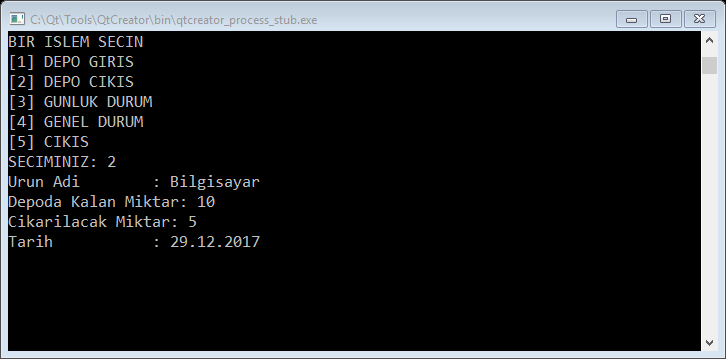 C:\Qt\Tools\QtCreator\bin\qtcreator_process_stub.exe
BIR ISLEM SECIN
[1] DEPO GIRIS
[2] DEPO CIKIS
[3] GUNLUK DURUM
[4] GENEL DURUM
[5] CIKIS
SECIMINIZ: 2
Urun Adi        : Bilgisayar
Depoda Kalan Miktar: 10
Cikarilacak Miktar: 5
Tarih           : 29.12.2017